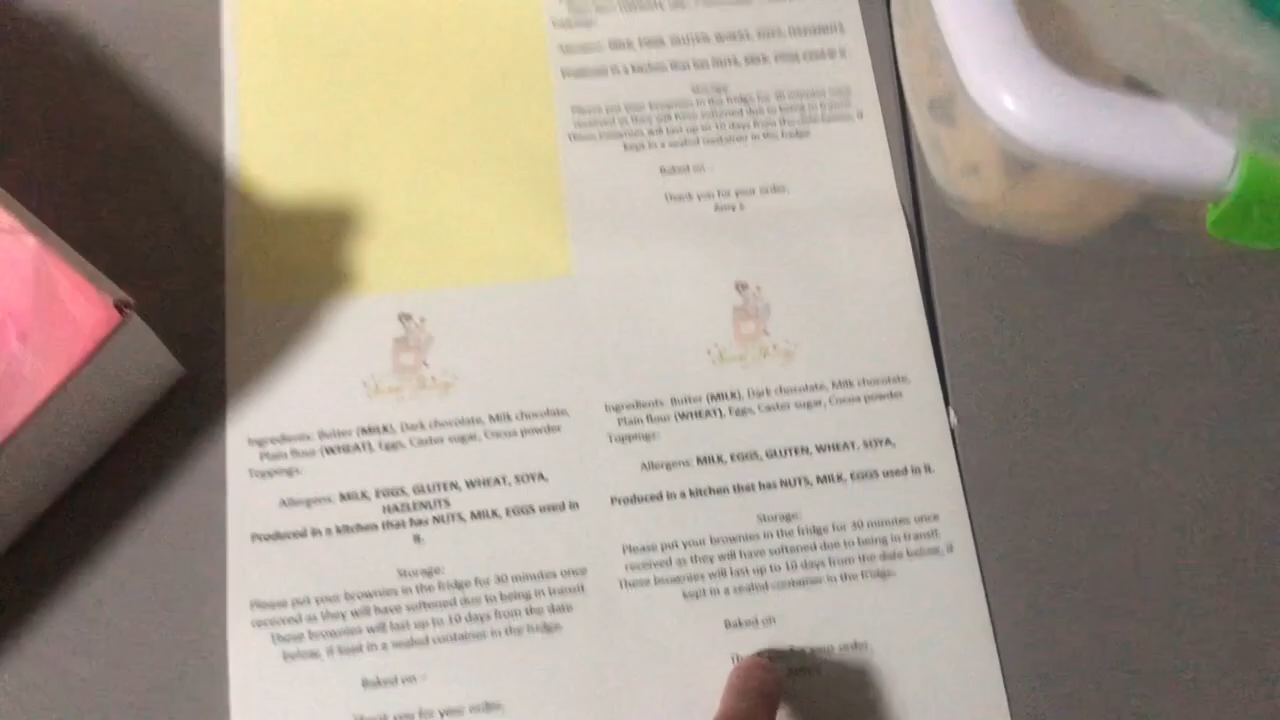 Toppings:
Allergens: MILK, EGGS, GLUTEN, WHEAT, NUTS,
Produced in a kitchen that has NUTS, MILK, EGGS used in it.
Storage:
Please put your brownies in the fridge for 30 minutes once
received as they will have softened due to being in transit.
These brownies will last up to 10 days from the date below, if
kept in a sealed container in the fridge.
Baked on -
Thank you for your order,
Ingredients: Butter (MILK), Dark chocolate, Milk chocolate,
Plain flour (WHEAT), Eggs, Caster sugar, Cocoa powder
Toppings:
Allergens: MILK, EGGS, GLUTEN, WHEAT, SOYA,
HAZLENUTS
Produced in a kitchen that has NUTS, MILK, EGGS used in
it.
Storage:
Please put your brownies in the fridge for 30 minutes once
received as they will have softened due to being in transit
These brownies will last up to 10 days from the date
below, if kept in a sealed container in the fridge.
Baked on -
Thank you for your order,
Ingredients: Butter (MILK), Dark chocolate, Milk chocolate,
Plain flour (WHEAT), Eggs, Caster sugar, Cocoa powder
Toppings:
Allergens: MILK, EGGS, GLUTEN, WHEAT, SOYA,
Produced in a kitchen that has NUTS, MILK, EGGS used in it.
Storage:
Please put your brownies in the fridge for 30 minutes once
received as they will have softened due to being in transit.
These brownies will last up to 10 days from the date below, if
kept in a sealed container in the fridge.
Baked on
your order,